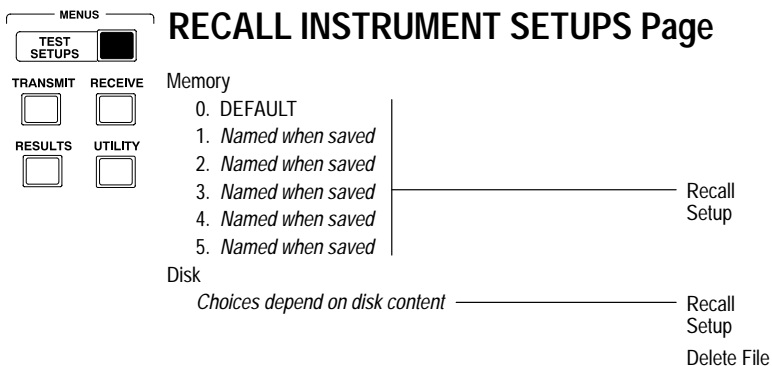 MENUS
TEST
SETUPS
TRANSMIT RECEIVE
RESULTS UTILITY
RECALL INSTRUMENT SETUPS Page
Memory
0. DEFAULT
1. Named when saved
2. Named when saved
3. Named when saved
4. Named when saved
5. Named when saved
Recall
Setup
Disk
Choices depend on disk content
Recall
Setup
Delete File